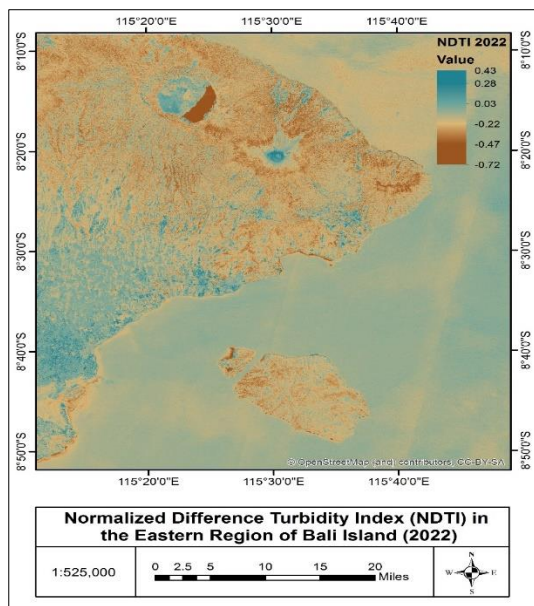 115°20'0"E 115°30'0"E 115°40'0"E
8°10'0"S
8°20'0"S
8°30'0"S
8°40'0"S
8°50'0"S
NDTI 2022
Value
0.43
0.28
0.03
-0.22
-0.47
-0.72
8°10'0"S
8°20'0"S
8°30'0"S
8°40'0"S
8°50'0"S
© OpenStreetMap (and) contributors, CC-BY-SA
115°20'0"E 115°30'0"E 115°40'0"E
Normalized Difference Turbidity Index (NDTI) in
the Eastern Region of Bali Island (2022)
1:525,000
0 2.5 5 10 15 20
Miles
N
W E
S